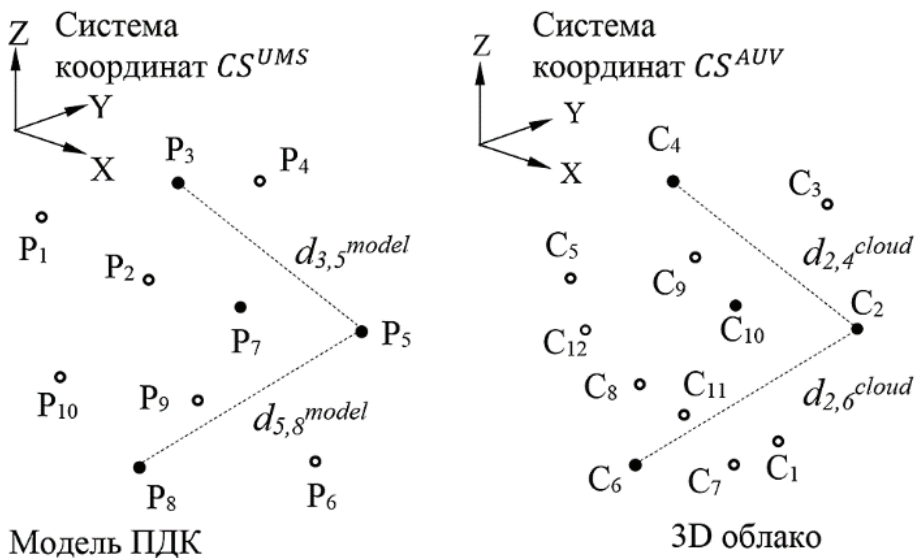 Система
координат CS^UMS
Z
Y
X
P₃
P₄
P₁
P₂
d₃,₅^model
P₇
P₅
P₁₀
P₉
d₅,₈^model
P₈
P₆
Модель ПДК
Система
координат CS^AUV
Z
Y
X
C₄
C₃
C₅
C₉
d₂,₄^cloud
C₂
C₁₀
C₁₂
C₈
C₁₁
d₂,₆^cloud
C₆
C₇
C₁
3D облако